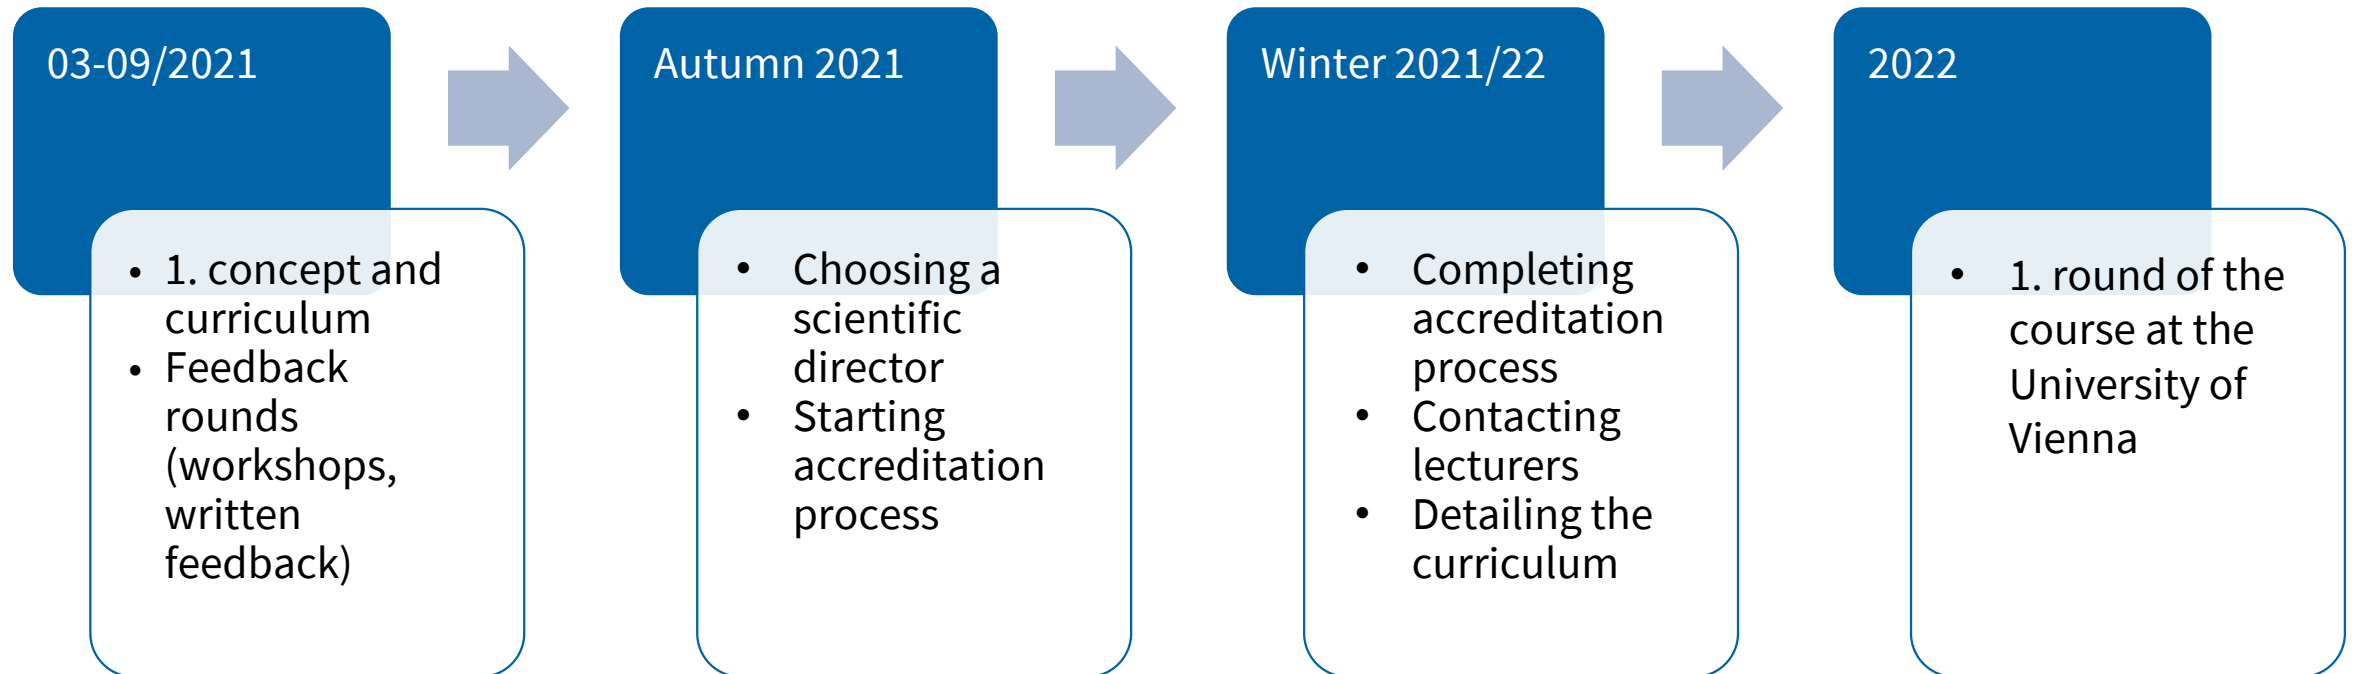 03-09/2021
• 1. concept and
curriculum
• Feedback
rounds
(workshops,
written
feedback)
Autumn 2021
• Choosing a
scientific
director
• Starting
accreditation
process
Winter 2021/22
• Completing
accreditation
process
• Contacting
lecturers
• Detailing the
curriculum
2022
• 1. round of the
course at the
University of
Vienna